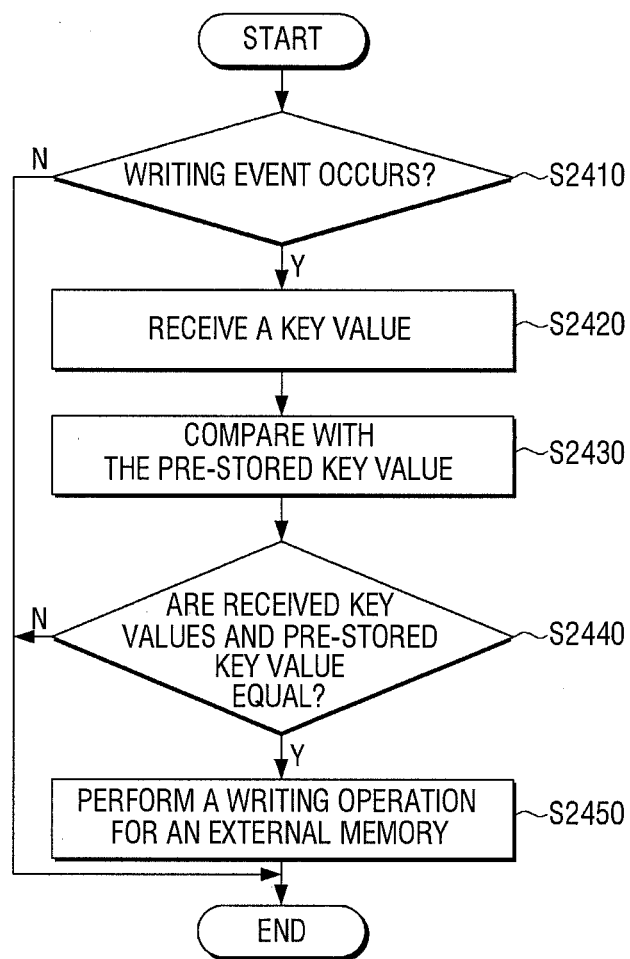 START
N
WRITING EVENT OCCURS?
S2410
Y
RECEIVE A KEY VALUE
S2420
COMPARE WITH
THE PRE-STORED KEY VALUE
S2430
N
ARE RECEIVED KEY
VALUES AND PRE-STORED
KEY VALUE
EQUAL?
S2440
Y
PERFORM A WRITING OPERATION
FOR AN EXTERNAL MEMORY
S2450
END